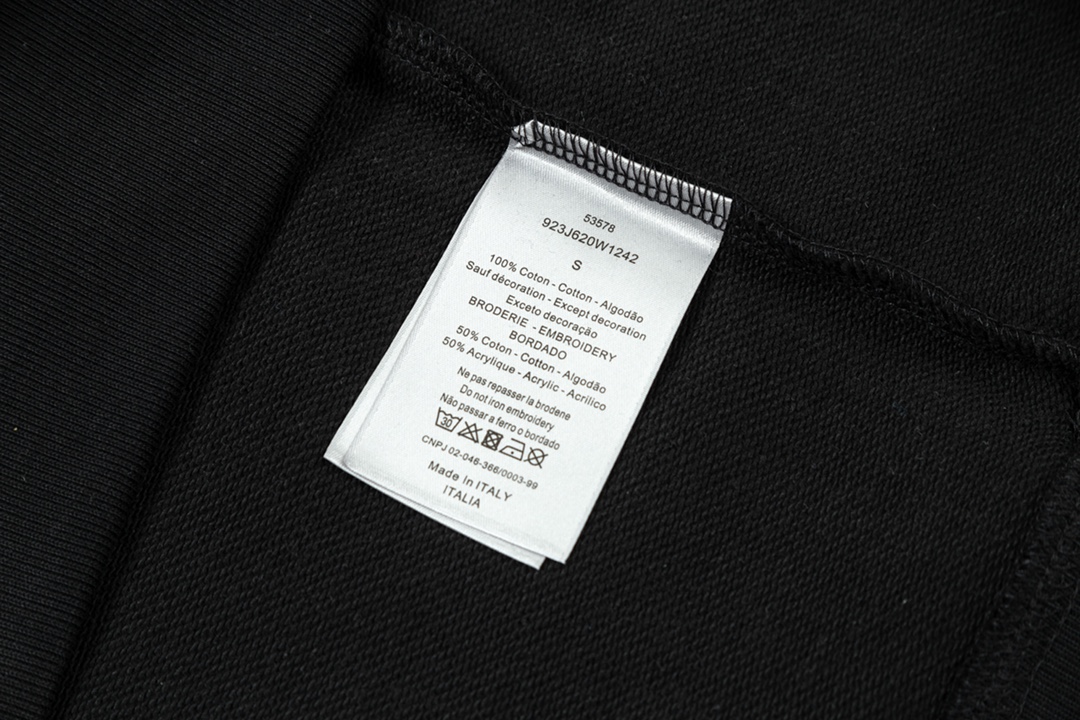 53578
923J620W1242
S
100% Coton - Cotton - Algodão
Sauf décoration - Except decoration
Exceto decoração
BRODERIE - EMBROIDERY
BORDADO
50% Coton - Cotton - Algodão
50% Acrylique - Acrylic - Acrilico
Ne pas repasser la brodene
Do not iron embroidery
Não passar a ferro o bordado
30
CNPJ 02-046-366/0003-99
Made in ITALY
ITALIA